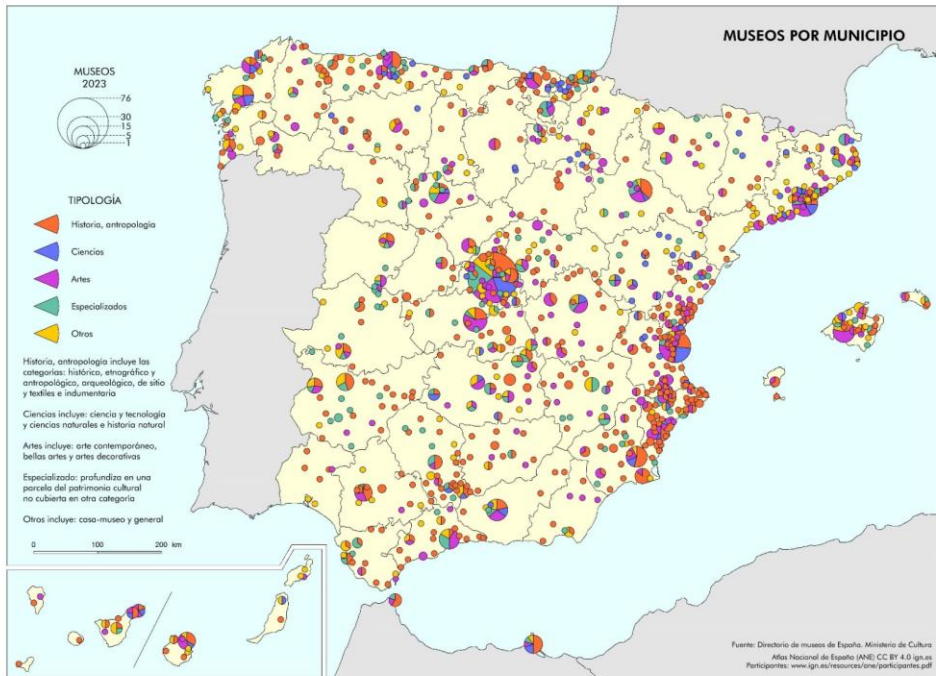 MUSEOS POR MUNICIPIO
MUSEOS
2023
76
30
15
5
1
TIPOLOGÍA
Historia, antropología
Ciencias
Artes
Especializados
Otros
Historia, antropología incluye las
categorías: histórico, etnográfico y
antropológico, arqueológico, de sitio
y textiles e indumentaria
Ciencias incluye: ciencia y tecnología
y ciencias naturales e historia natural
Artes incluye: arte contemporáneo,
bellas artes y artes decorativas
Especializado: profundiza en una
parcela del patrimonio cultural
no cubierta en otra categoría
Otros incluye: casa-museo y general
0 100 200 km
Fuente: Directorio de museos de España. Ministerio de Cultura
Atlas Nacional de España (ANE) CC BY 4.0 ign.es
Participantes: www.ign.es/resources/ane/participantes.pdf